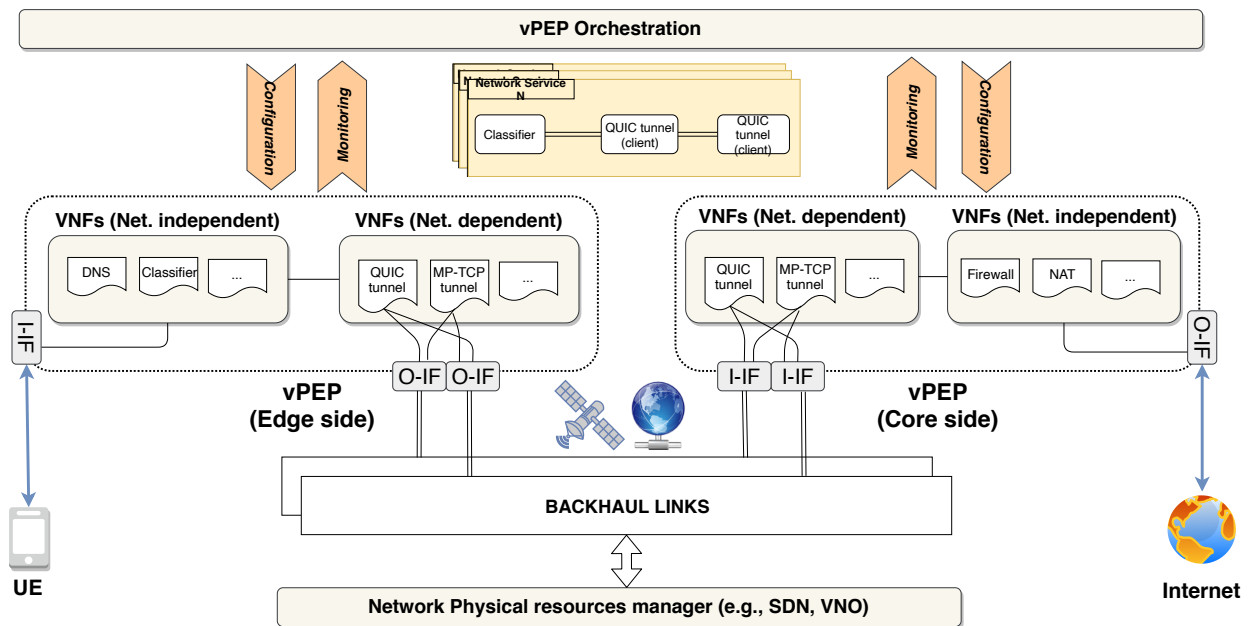 vPEP Orchestration
Configuration
Monitoring
Network Service
N
Classifier
QUIC tunnel
(client)
QUIC
tunnel
(client)
Monitoring
Configuration
VNFs (Net. independent)
DNS
Classifier
...
VNFs (Net. dependent)
QUIC
tunnel
MP-TCP
tunnel
...
VNFs (Net. dependent)
QUIC
tunnel
MP-TCP
tunnel
...
VNFs (Net. independent)
Firewall
NAT
...
I-IF
O-IF
O-IF
O-IF
I-IF
I-IF
vPEP
(Edge side)
vPEP
(Core side)
BACKHAUL LINKS
UE
Internet
Network Physical resources manager (e.g., SDN, VNO)